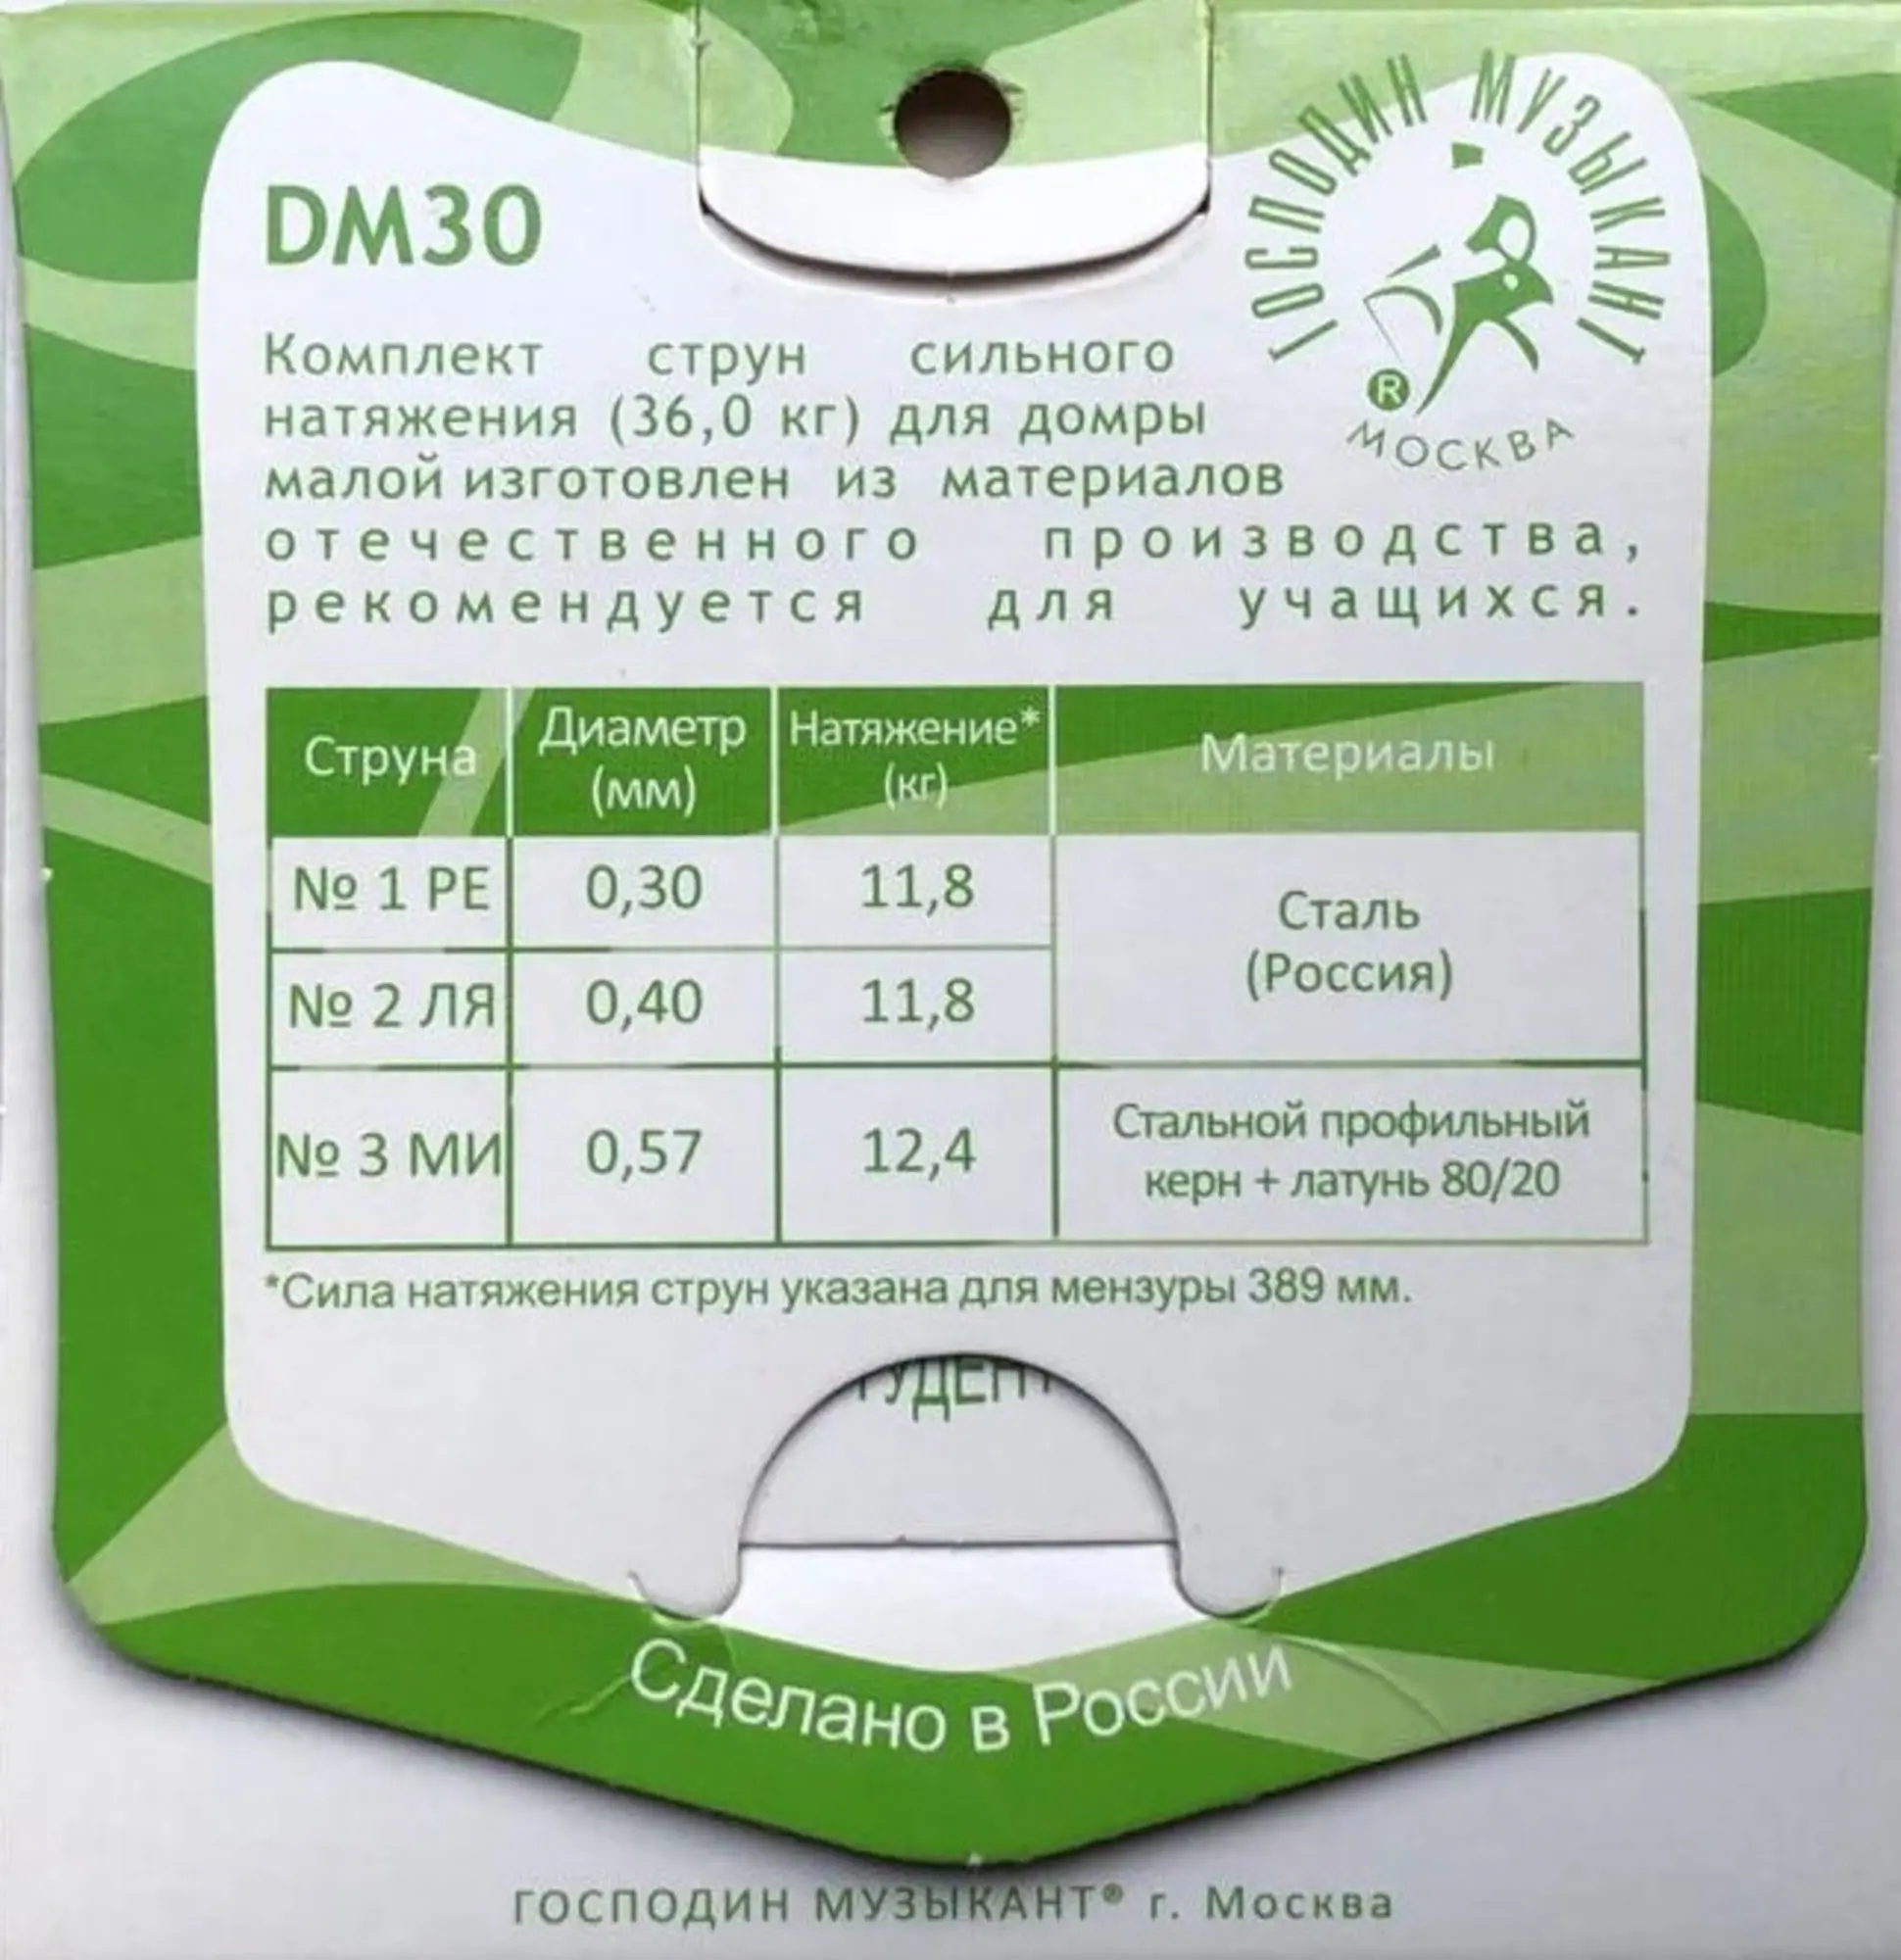 DM30
ГОСПОДИН МУЗЫКАНТ
®
МОСКВА
Комплект струн сильного
натяжения (36,0 кг) для домры
малой изготовлен из материалов
отечественного производства,
рекомендуется для учащихся.
Струна Диаметр (мм) Натяжение* (кг) Материалы
№ 1 РЕ 0,30 11,8 Сталь (Россия)
№ 2 ЛЯ 0,40 11,8
№ 3 МИ 0,57 12,4 Стальной профильный керн + латунь 80/20
*Сила натяжения струн указана для мензуры 389 мм.
Сделано в России
ГОСПОДИН МУЗЫКАНТ® г. Москва